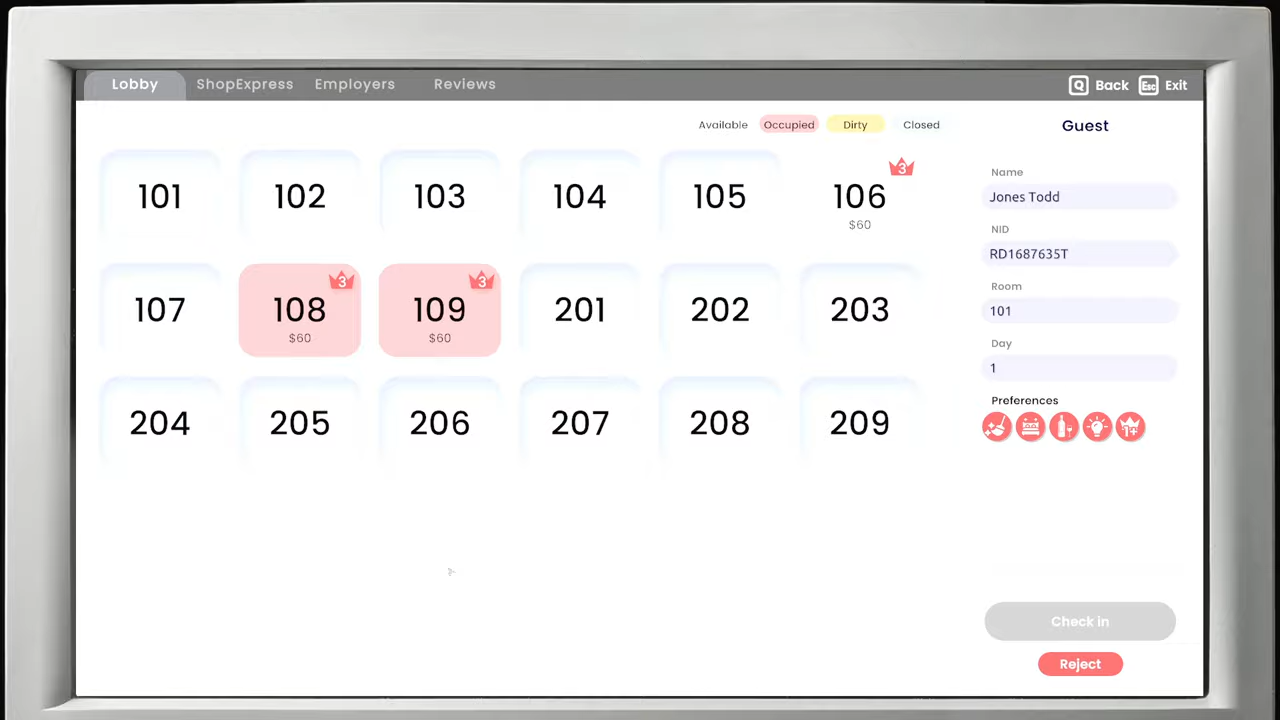 Lobby ShopExpress Employers Reviews Q Back Esc Exit
Available Occupied Dirty Closed
Guest
101 102 103 104 105 106 3
$60
107 108 3 109 3 201 202 203
$60 $60
204 205 206 207 208 209
Name
Jones Todd
NID
RD1687635T
Room
101
Day
1
Preferences
1+
Check in
Reject